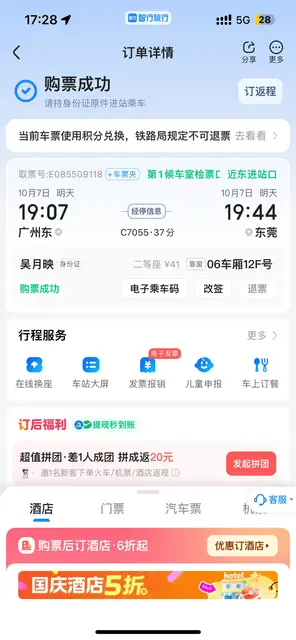 17:28
智行旅行
5G
28
订单详情
分享
更多
购票成功
请持身份证原件进站乘车
订返程
当前车票使用积分兑换，铁路局规定不可退票
去看看
取票号:E085509118
+车票夹
第1候车室检票口
近东进站口
10月7日 明天
10月7日 明天
19:07
经停信息
19:44
广州东
C7055·37分
东莞
吴月映
身份证
二等座 ¥41
靠窗
06车厢12F号
购票成功
电子乘车码
改签
退票
行程服务
更多
电子发票
在线换座
车站大屏
发票报销
儿童申报
车上订餐
订后福利
提现秒到账
超值拼团·差1人成团 拼成返20元
邀1名新客下单火车/机票/酒店返现
发起拼团
客服
酒店
门票
汽车票
购票后订酒店·6折起
优惠订酒店
国庆酒店5折
hotel